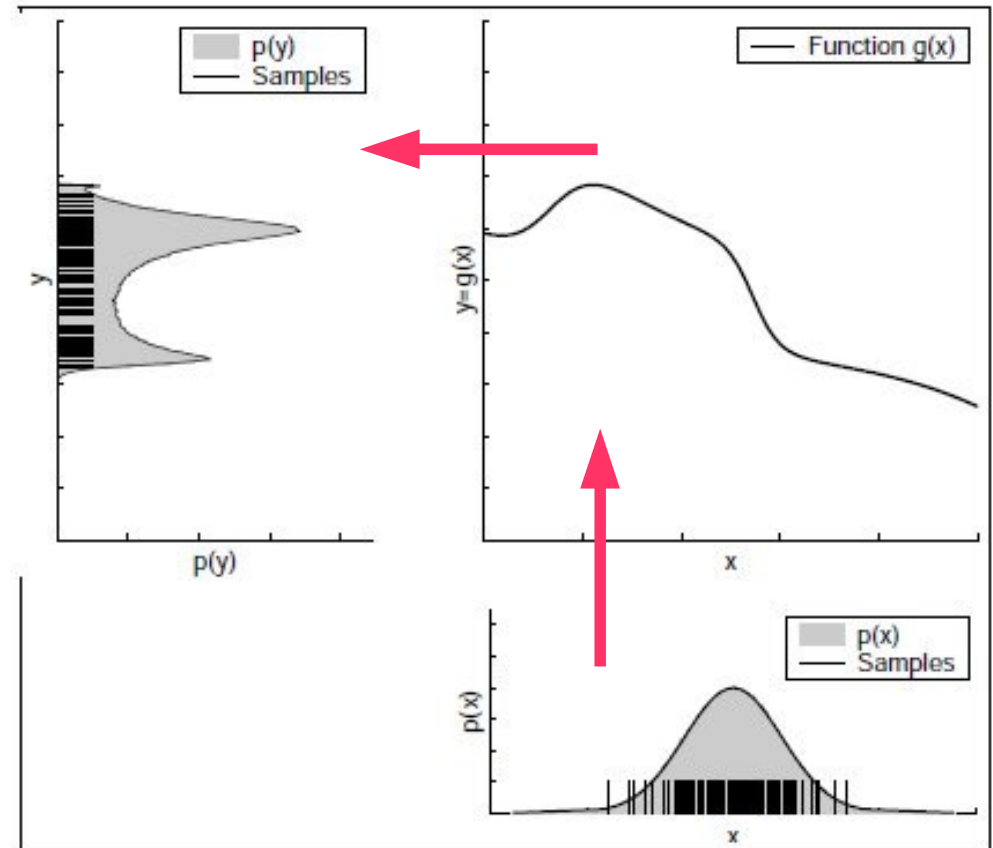 p(y)
Samples
y
p(y)
Function g(x)
y=g(x)
x
p(x)
Samples
p(x)
x